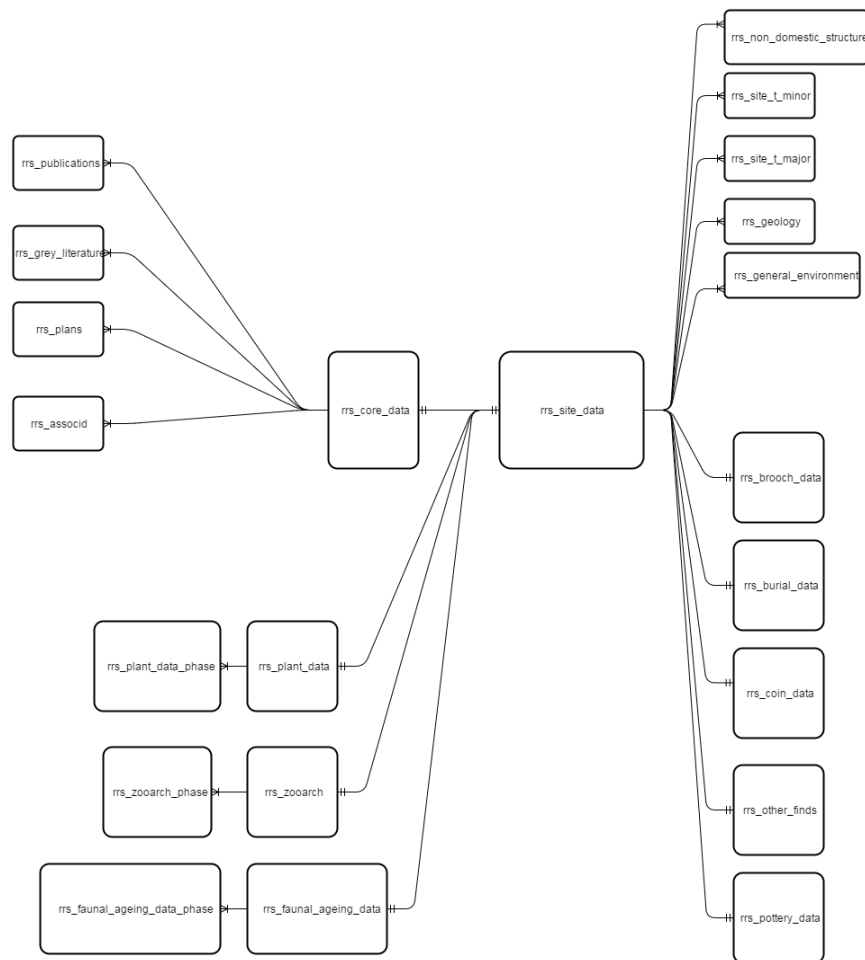 rrs_non_domestic_structure
rrs_site_t_minor
rrs_publications
rrs_site_t_major
rrs_grey_literature
rrs_geology
rrs_general_environment
rrs_plans
rrs_associd
rrs_core_data
rrs_site_data
rrs_brooch_data
rrs_burial_data
rrs_plant_data_phase
rrs_plant_data
rrs_coin_data
rrs_zooarch_phase
rrs_zooarch
rrs_other_finds
rrs_faunal_ageing_data_phase
rrs_faunal_ageing_data
rrs_pottery_data